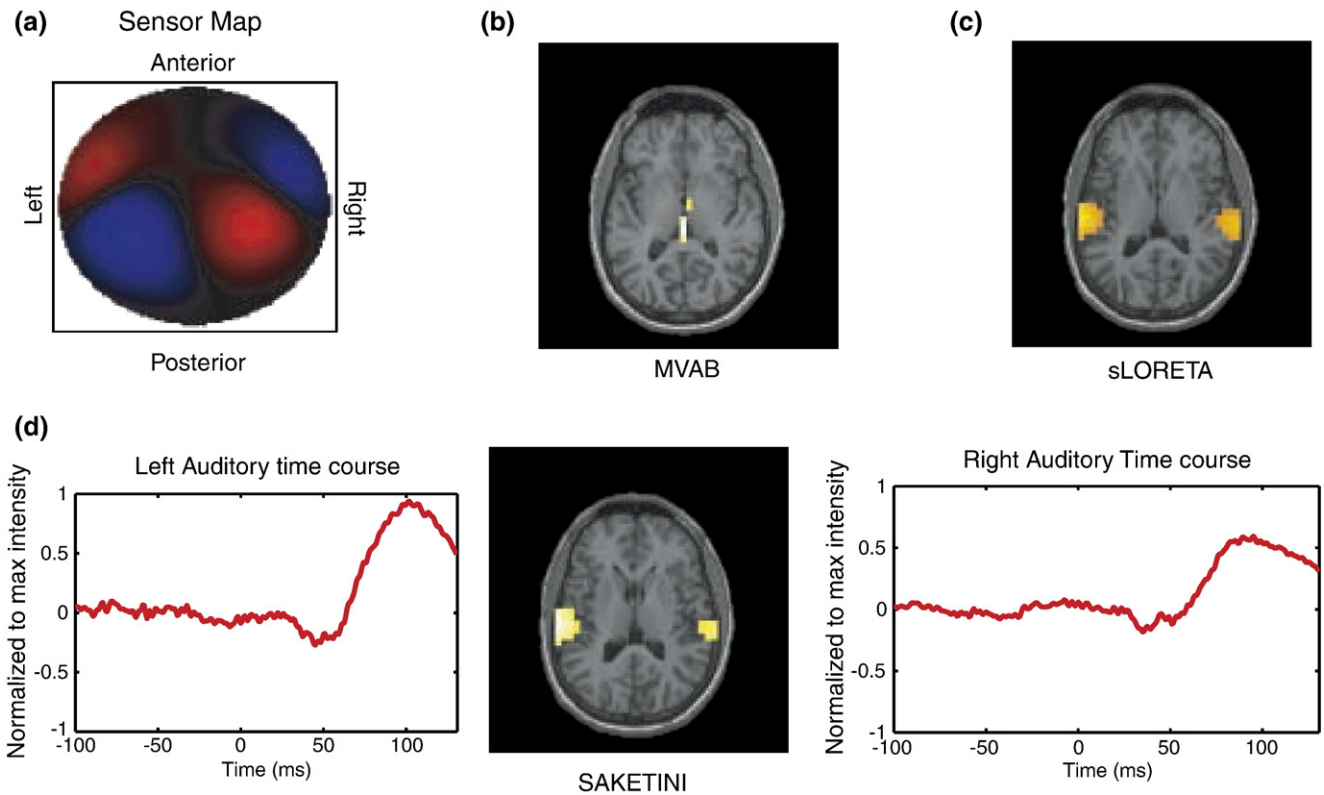 (a)
Sensor Map
Anterior
Left
Right
Posterior
(b)
MVAB
(c)
sLORETA
(d)
Left Auditory time course
Normalized to max intensity
1
0.5
0
-0.5
-1
-100
-50
0
50
100
Time (ms)
SAKETINI
Right Auditory Time course
Normalized to max intensity
1
0.5
0
-0.5
-1
-100
-50
0
50
100
Time (ms)